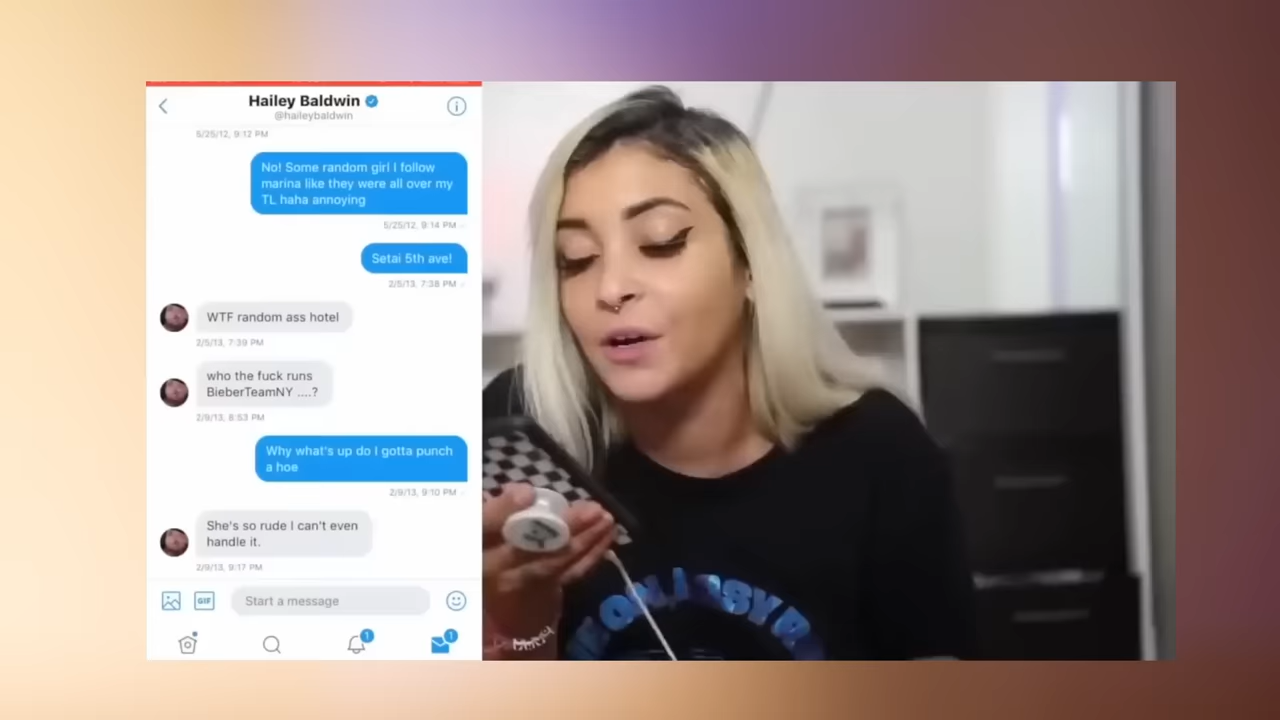 Hailey Baldwin
@haileybaldwin
5/25/12, 9:12 PM
No! Some random girl I follow
marina like they were all over my
TL haha annoying
5/25/12, 9:14 PM
Setai 5th ave!
2/5/13, 7:38 PM
WTF random ass hotel
2/5/13, 7:39 PM
who the fuck runs
BieberTeamNY ....?
2/9/13, 8:53 PM
Why what's up do I gotta punch
a hoe
2/9/13, 9:10 PM
She's so rude I can't even
handle it.
2/9/13, 9:17 PM
GIF
Start a message
1
1